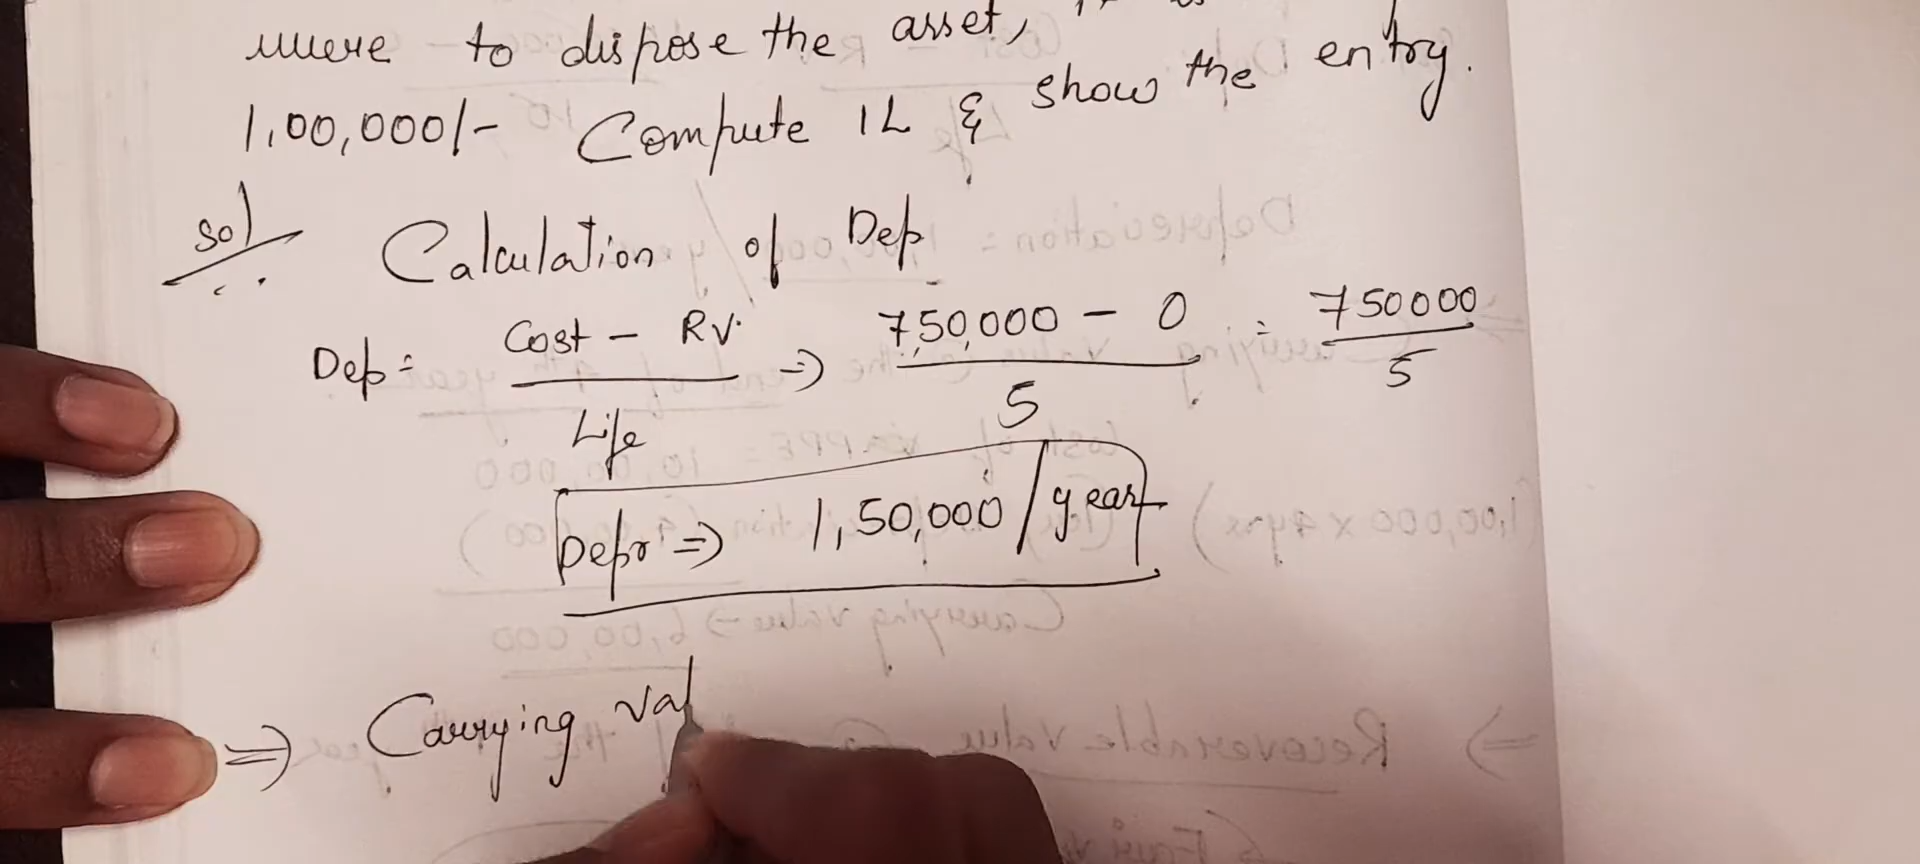 were to dispose the asset,
1,00,000/- Compute IL & show the entry.
Sol
Calculation of Dep
Dep = Cost - RV. / Life => 7,50,000 - 0 / 5 = 750000 / 5
Depr => 1,50,000/year
=> Carrying val